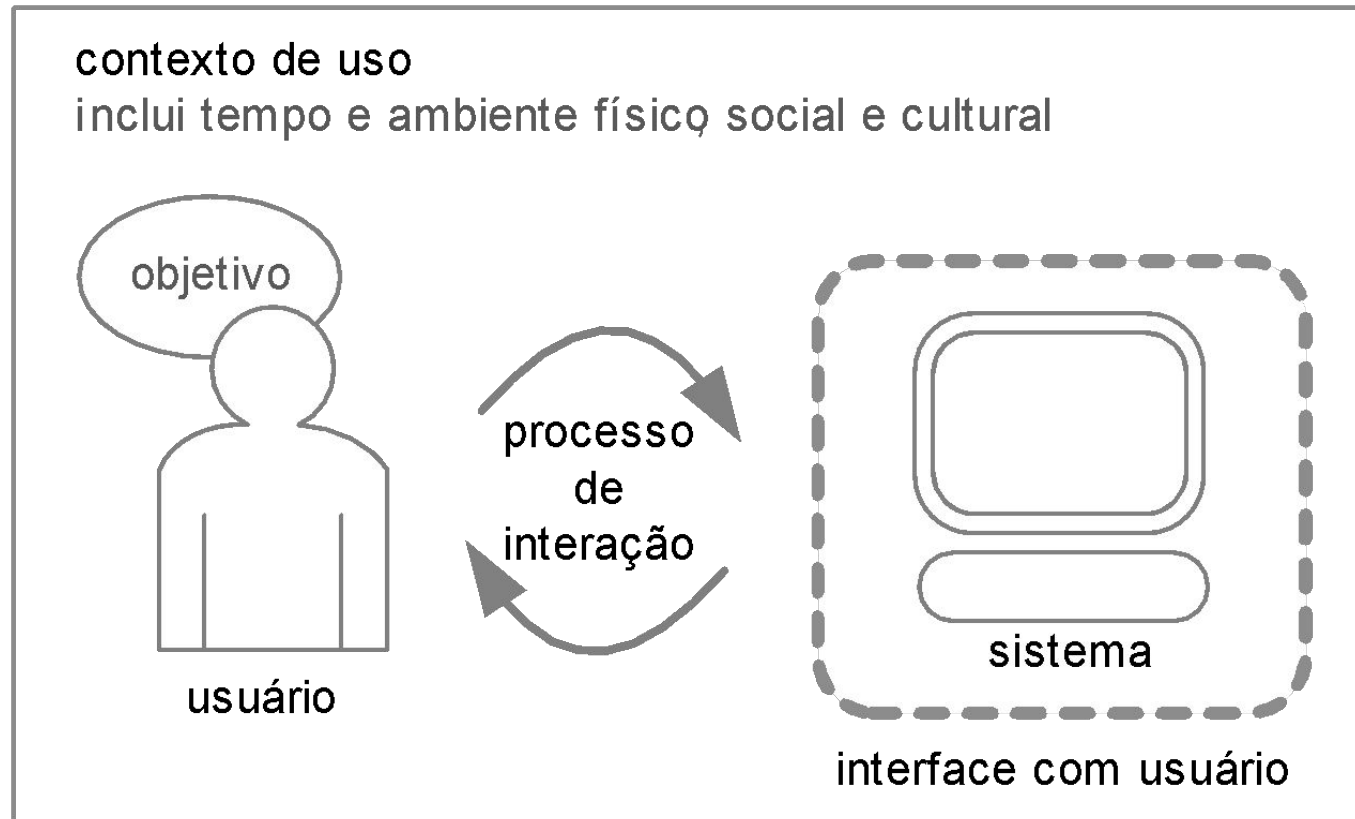 contexto de uso
inclui tempo e ambiente físico, social e cultural
objetivo
processo
de
interação
usuário
sistema
interface com usuário